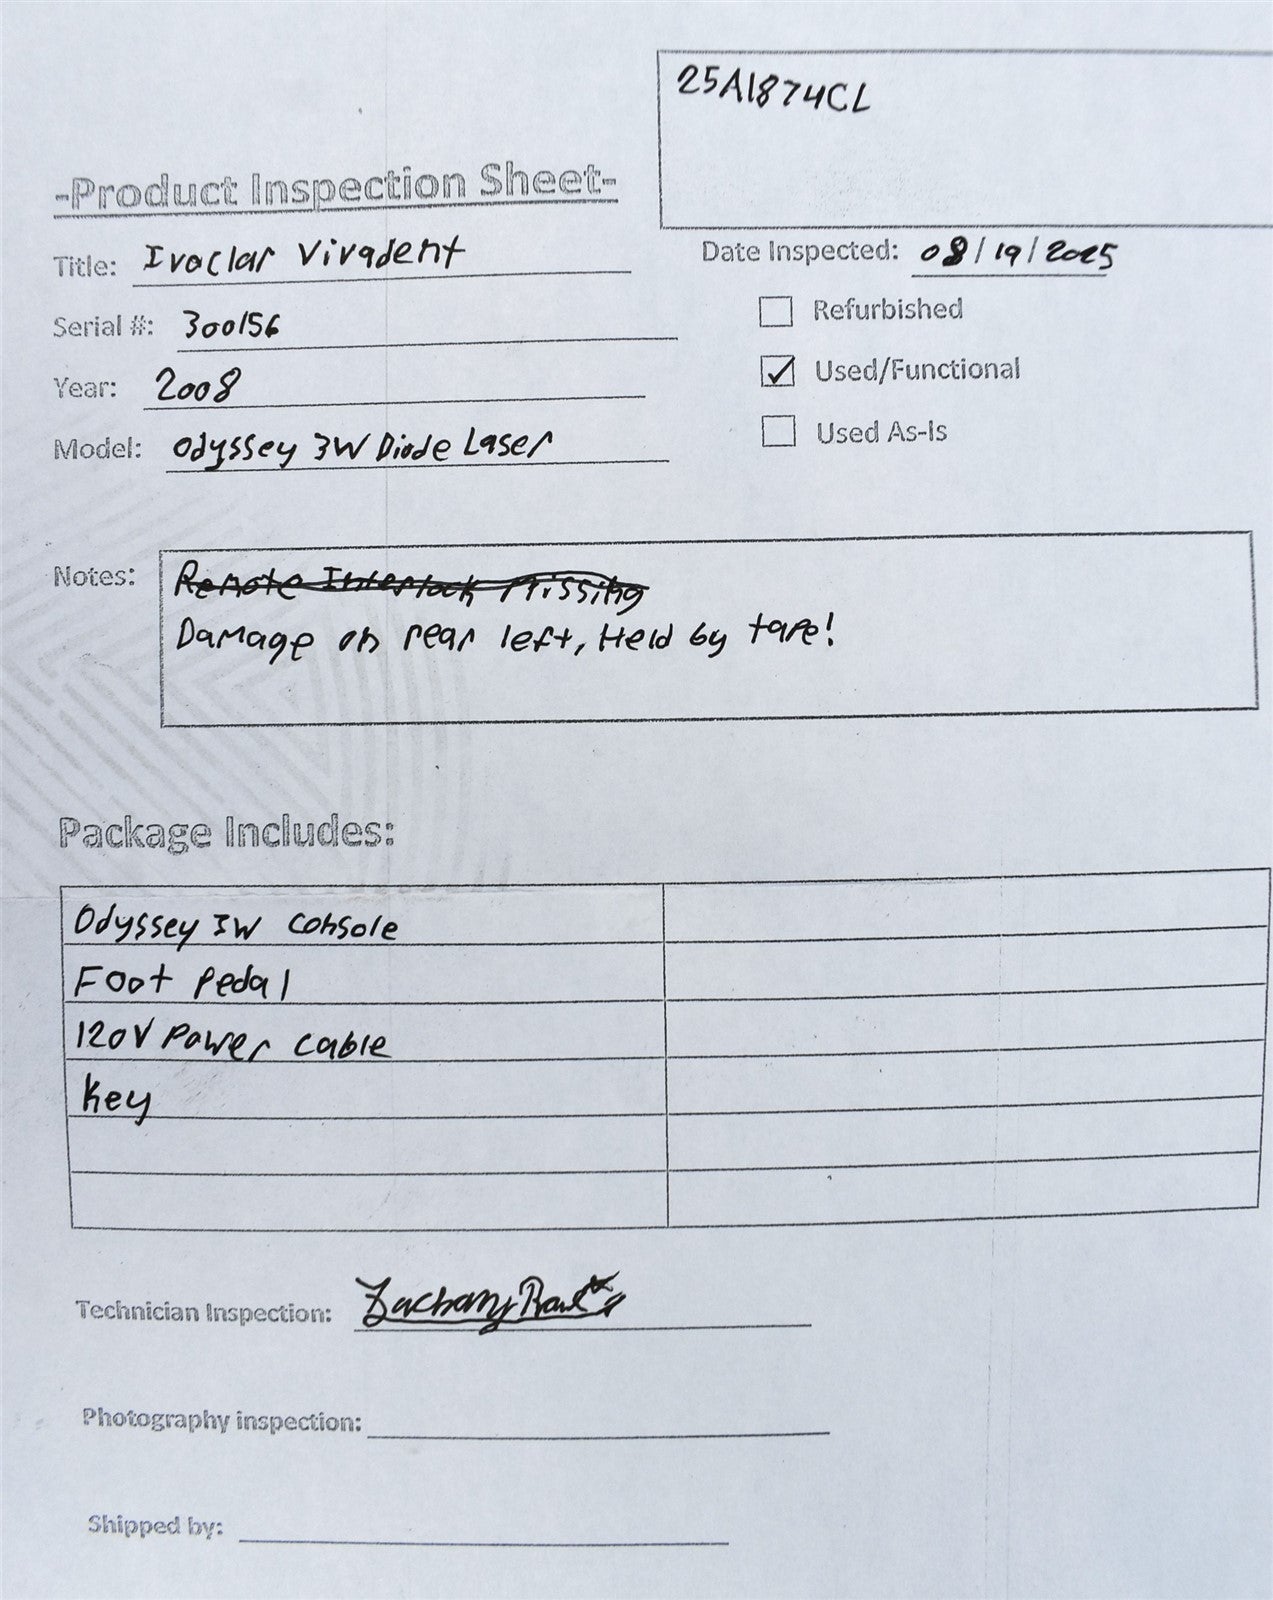 25A1874CL
-Product Inspection Sheet-
Title: Ivoclar Vivadent
Date Inspected: 08/19/2025
Serial #: 300156
Refurbished
Year: 2008
Used/Functional
Model: Odyssey 3W Diode Laser
Used As-Is
Notes: Remote Interlock Missing
Damage on rear left, Held by tape!
Package Includes:
Odyssey 3W Console
Foot Pedal
120V Power Cable
Key
Technician Inspection: Zachary
Photography inspection:
Shipped by: